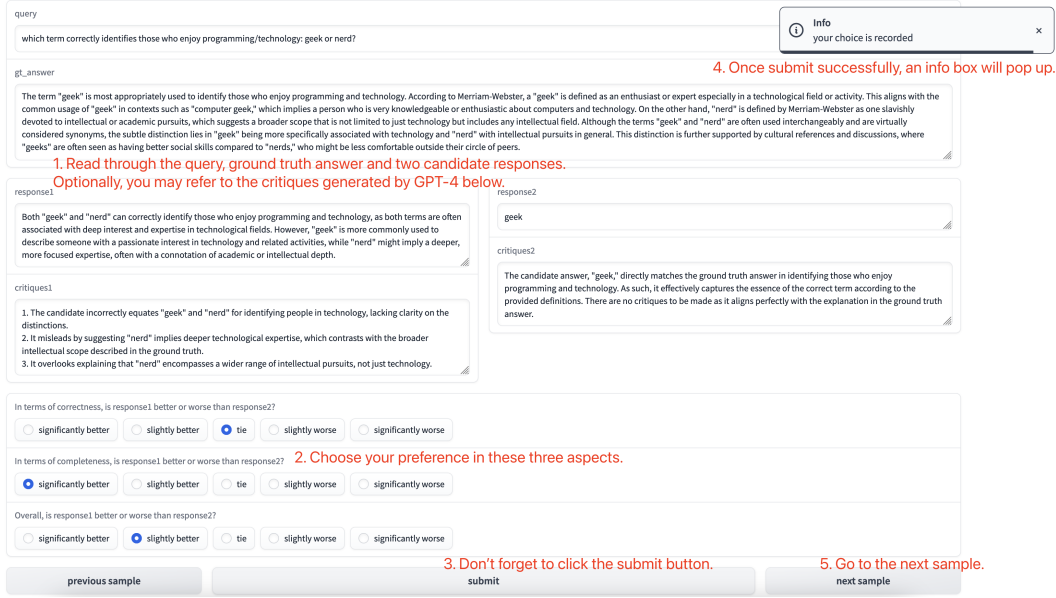 query
which term correctly identifies those who enjoy programming/technology: geek or nerd?
Info
your choice is recorded
×
4. Once submit successfully, an info box will pop up.
gt_answer
The term "geek" is most appropriately used to identify those who enjoy programming and technology. According to Merriam-Webster, a "geek" is defined as an enthusiast or expert especially in a technological field or activity. This aligns with the
common usage of "geek" in contexts such as "computer geek," which implies a person who is very knowledgeable or enthusiastic about computers and technology. On the other hand, "nerd" is defined by Merriam-Webster as one slavishly
devoted to intellectual or academic pursuits, which suggests a broader scope that is not limited to just technology but includes any intellectual field. Although the terms "geek" and "nerd" are often used interchangeably and are virtually
considered synonyms, the subtle distinction lies in "geek" being more specifically associated with technology and "nerd" with intellectual pursuits in general. This distinction is further supported by cultural references and discussions, where
"geeks" are often seen as having better social skills compared to "nerds," who might be less comfortable outside their circle of peers.
1. Read through the query, ground truth answer and two candidate responses.
Optionally, you may refer to the critiques generated by GPT-4 below.
response1
Both "geek" and "nerd" can correctly identify those who enjoy programming and technology, as both terms are often
associated with deep interest and expertise in technological fields. However, "geek" is more commonly used to
describe someone with a passionate interest in technology and related activities, while "nerd" might imply a deeper,
more focused expertise, often with a connotation of academic or intellectual depth.
critiques1
1. The candidate incorrectly equates "geek" and "nerd" for identifying people in technology, lacking clarity on the
distinctions.
2. It misleads by suggesting "nerd" implies deeper technological expertise, which contrasts with the broader
intellectual scope described in the ground truth.
3. It overlooks explaining that "nerd" encompasses a wider range of intellectual pursuits, not just technology.
response2
geek
critiques2
The candidate answer, "geek," directly matches the ground truth answer in identifying those who enjoy
programming and technology. As such, it effectively captures the essence of the correct term according to the
provided definitions. There are no critiques to be made as it aligns perfectly with the explanation in the ground truth
answer.
In terms of correctness, is response1 better or worse than response2?
significantly better slightly better tie slightly worse significantly worse
In terms of completeness, is response1 better or worse than response2?
2. Choose your preference in these three aspects.
significantly better slightly better tie slightly worse significantly worse
Overall, is response1 better or worse than response2?
significantly better slightly better tie slightly worse significantly worse
3. Don't forget to click the submit button.
5. Go to the next sample.
previous sample submit next sample